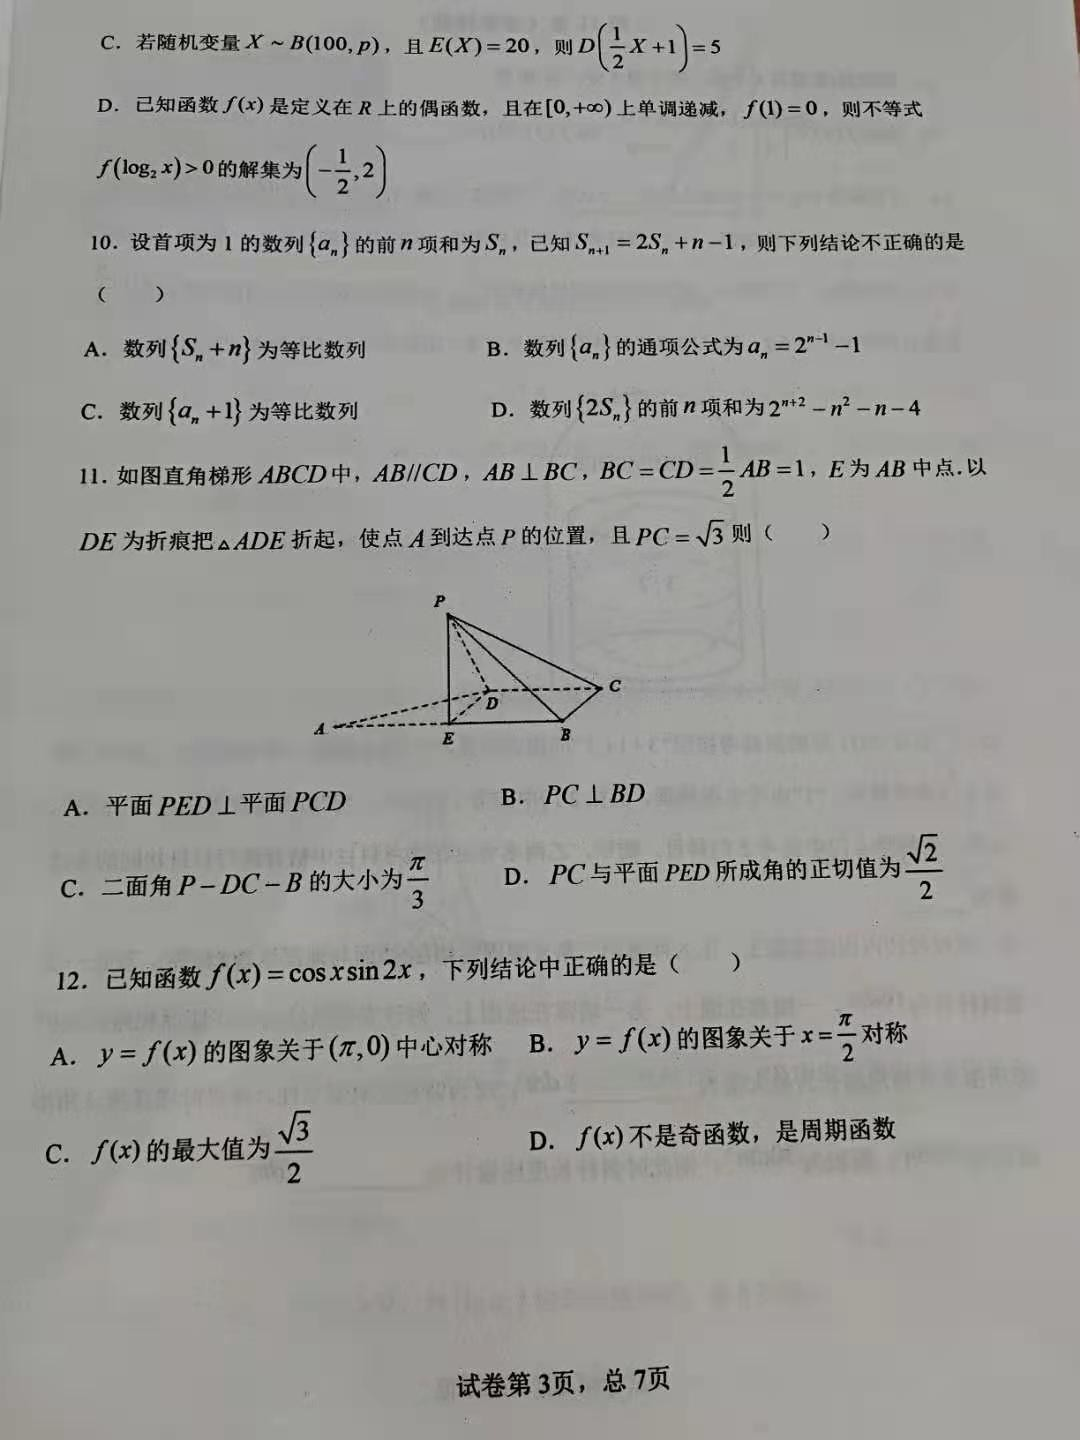 C. 若随机变量 X ~ B(100, p)，且 E(X) = 20，则 D(1/2 X + 1) = 5
D. 已知函数 f(x) 是定义在 R 上的偶函数，且在[0,+∞) 上单调递减，f(1) = 0，则不等式
f(log₂ x) > 0 的解集为(-1/2, 2)
10. 设首项为 1 的数列{aₙ}的前 n 项和为 Sₙ，已知 Sₙ₊₁ = 2Sₙ + n − 1，则下列结论不正确的是
（　　）
A. 数列{Sₙ + n}为等比数列　B. 数列{aₙ}的通项公式为 aₙ = 2ⁿ⁻¹ − 1
C. 数列{aₙ + 1}为等比数列　D. 数列{2Sₙ}的前 n 项和为 2ⁿ⁺² − n² − n − 4
11. 如图直角梯形 ABCD 中，AB//CD，AB ⊥ BC，BC = CD = 1/2 AB = 1，E 为 AB 中点.以
DE 为折痕把△ADE 折起，使点 A 到达点 P 的位置，且 PC = √3 则（　　）
P
C
D
A
E
B
A. 平面 PED ⊥ 平面 PCD　B. PC ⊥ BD
C. 二面角 P − DC − B 的大小为 π/3　D. PC 与平面 PED 所成角的正切值为 √2/2
12. 已知函数 f(x) = cos x sin 2x，下列结论中正确的是（　　）
A. y = f(x) 的图象关于(π,0) 中心对称　B. y = f(x) 的图象关于 x = π/2 对称
C. f(x) 的最大值为 √3/2　D. f(x) 不是奇函数，是周期函数
试卷第 3页，总 7页